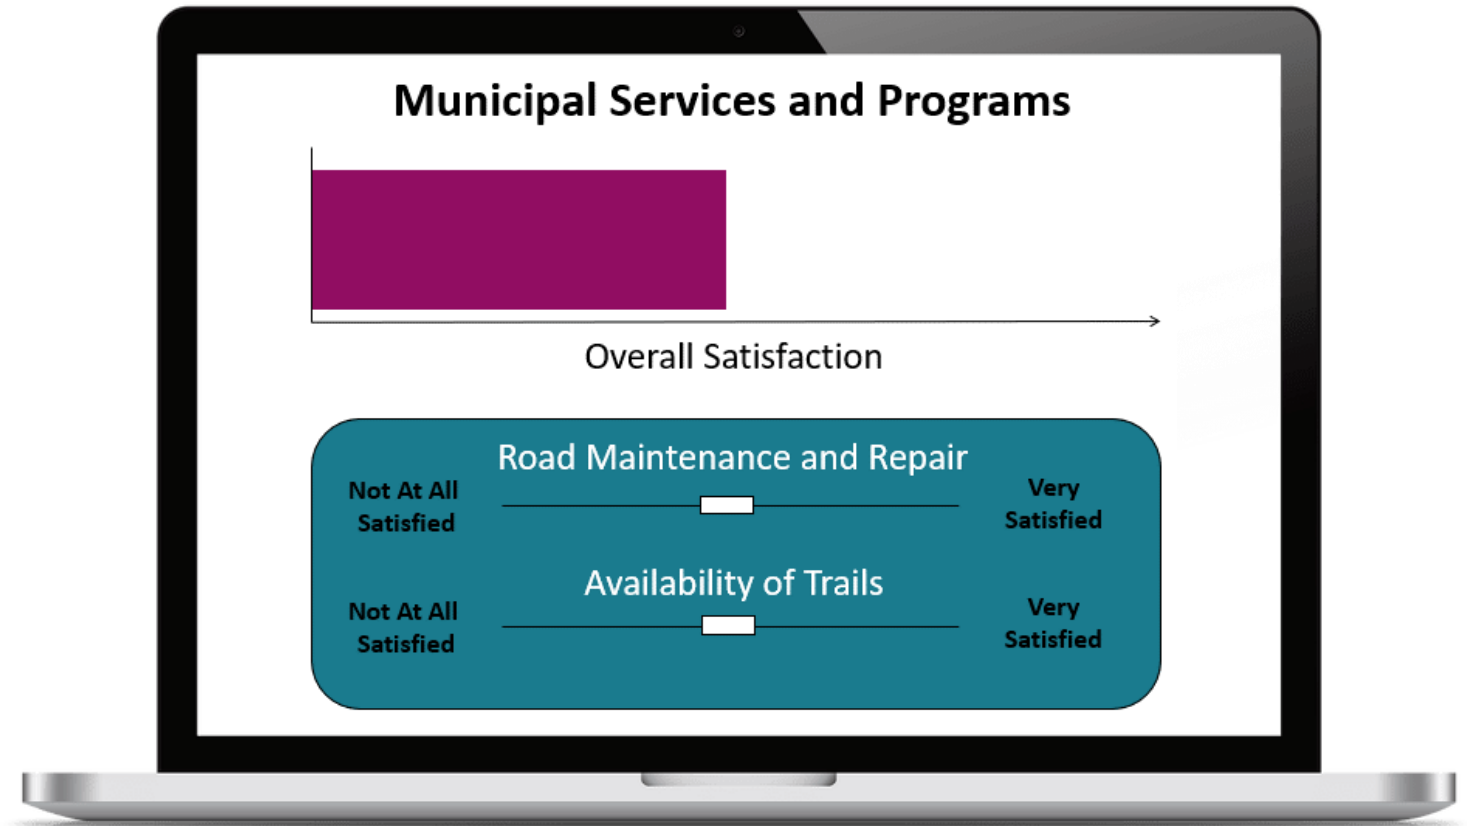 Municipal Services and Programs
Overall Satisfaction
Road Maintenance and Repair
Not At All
Satisfied
Very
Satisfied
Availability of Trails
Not At All
Satisfied
Very
Satisfied